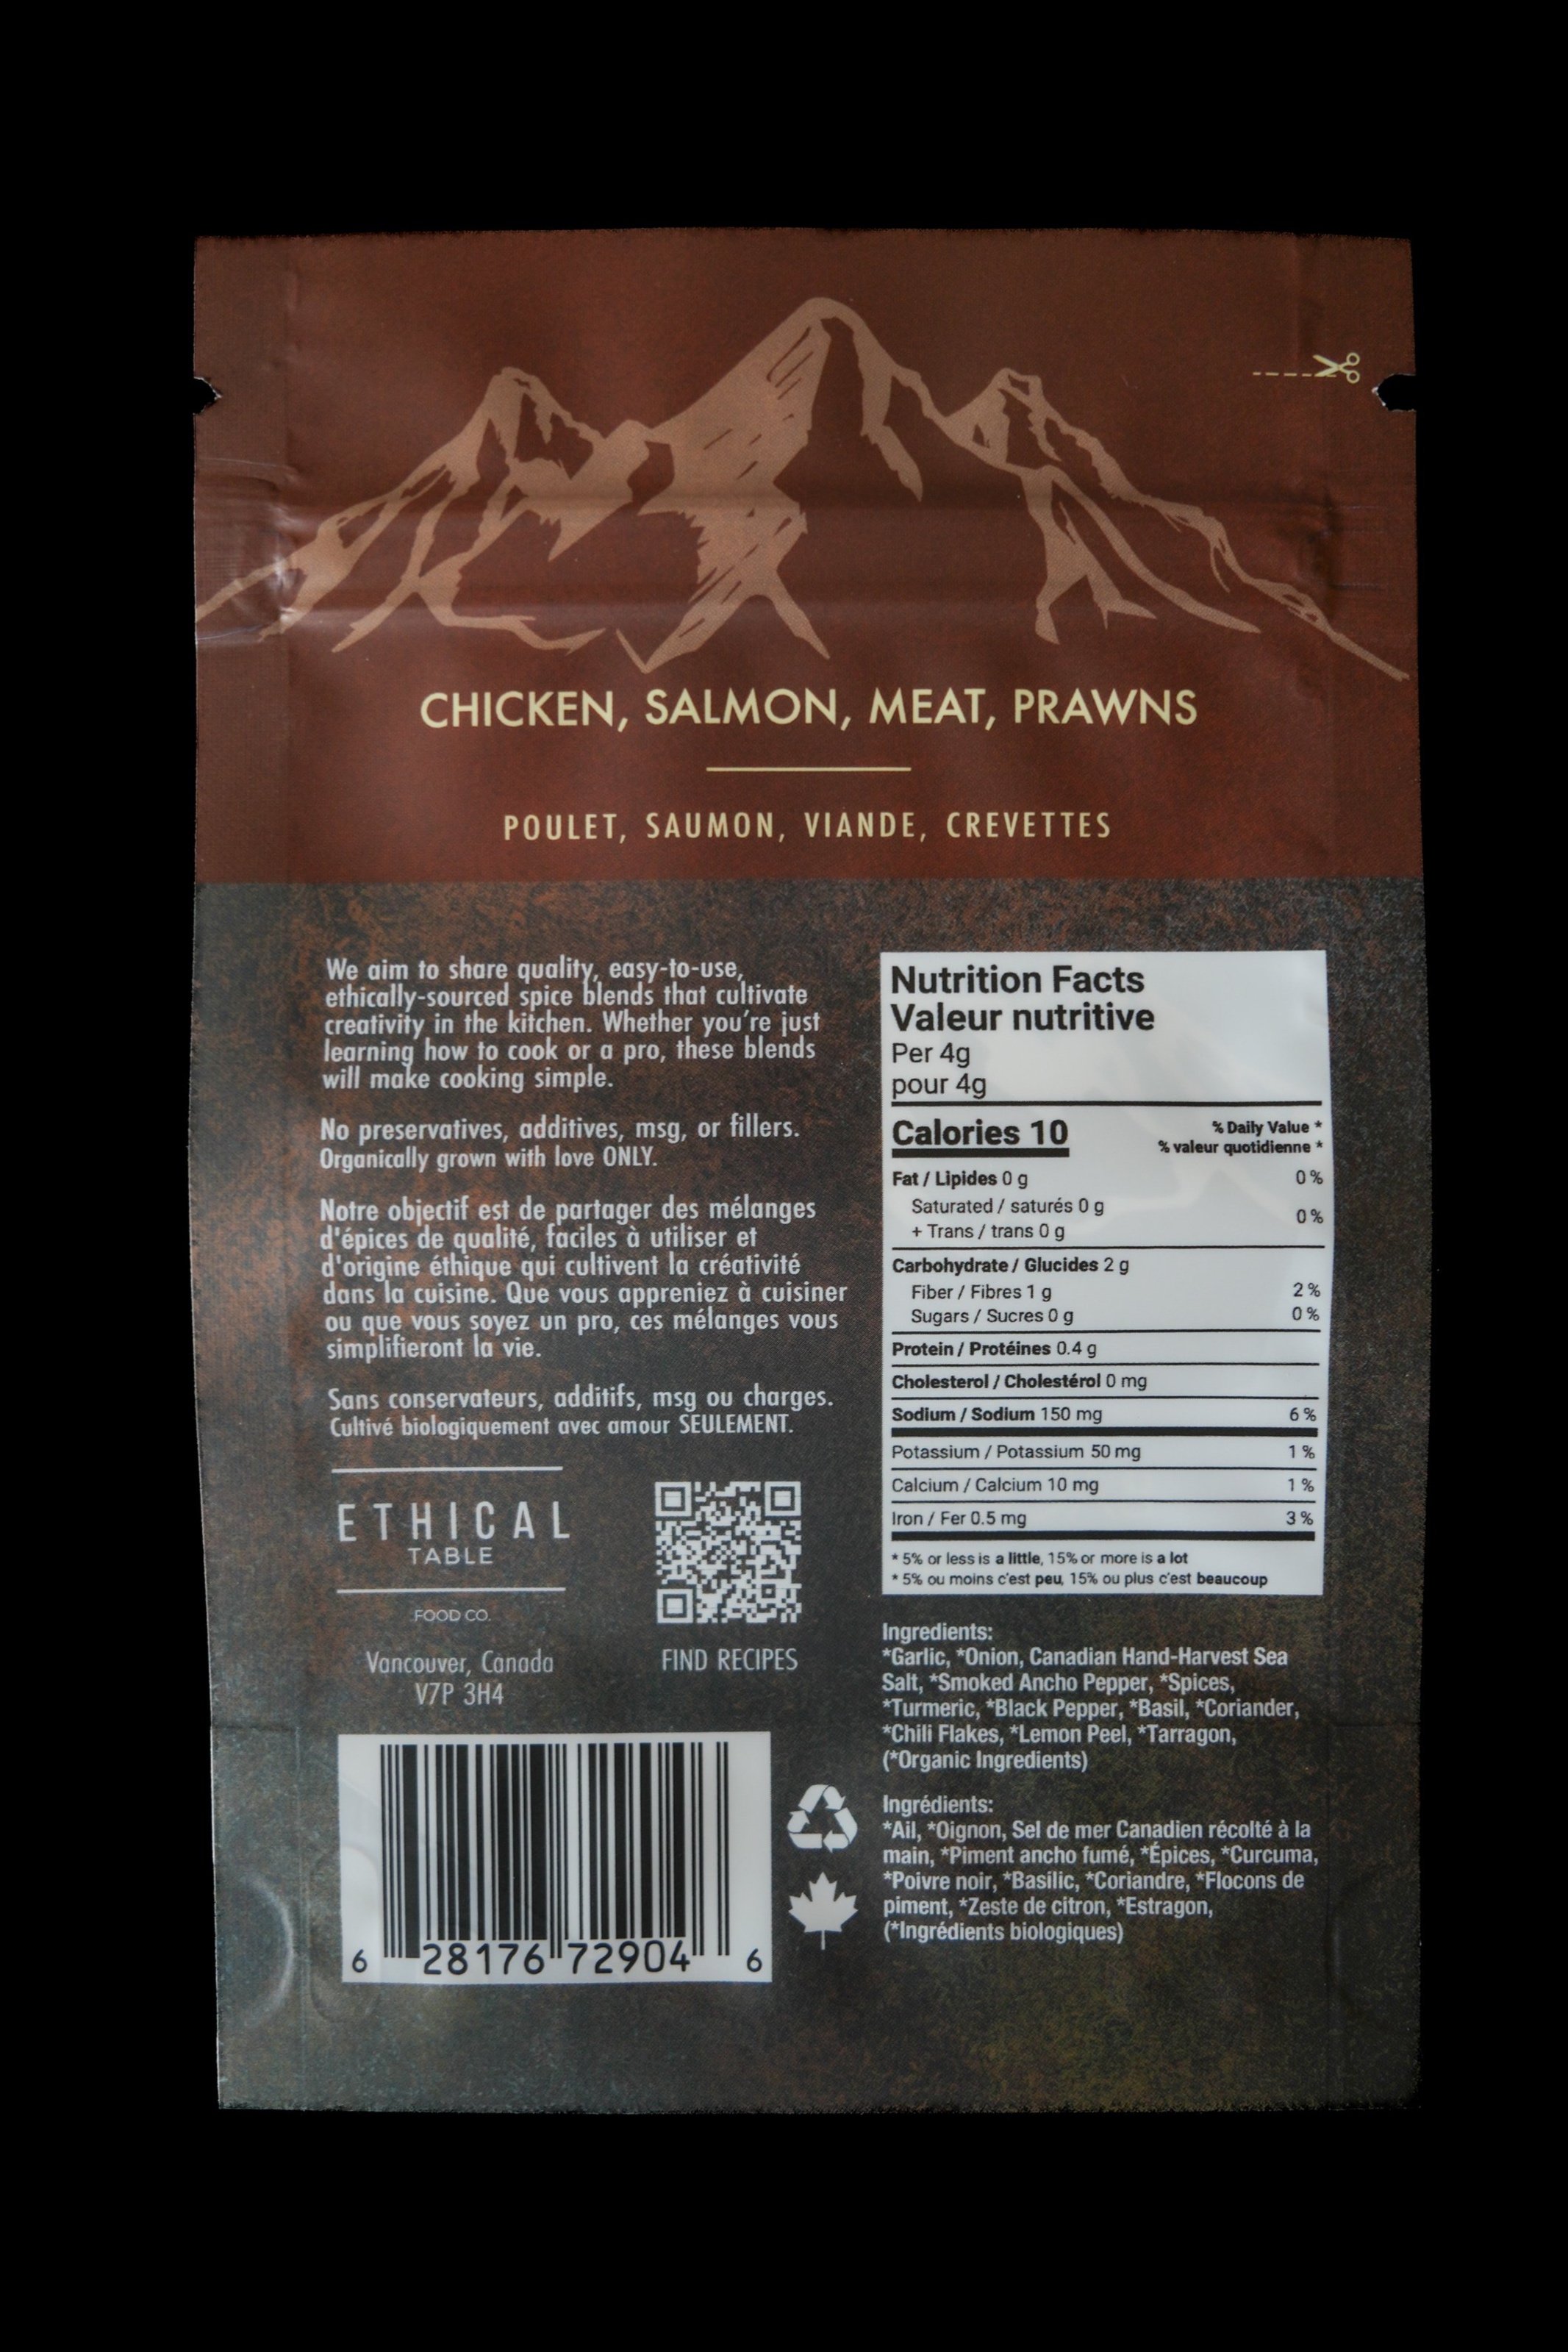 CHICKEN, SALMON, MEAT, PRAWNS
POULET, SAUMON, VIANDE, CREVETTES
We aim to share quality, easy-to-use,
ethically-sourced spice blends that cultivate
creativity in the kitchen. Whether you're just
learning how to cook or a pro, these blends
will make cooking simple.
No preservatives, additives, msg, or fillers.
Organically grown with love ONLY.
Notre objectif est de partager des mélanges
d'épices de qualité, faciles à utiliser et
d'origine éthique qui cultivent la créativité
dans la cuisine. Que vous appreniez à cuisiner
ou que vous soyez un pro, ces mélanges vous
simplifieront la vie.
Sans conservateurs, additifs, msg ou charges.
Cultivé biologiquement avec amour SEULEMENT.
ETHICAL
TABLE
FOOD CO.
Vancouver, Canada
V7P 3H4
FIND RECIPES
6 28176 72904 6
Nutrition Facts
Valeur nutritive
Per 4g
pour 4g
Calories 10
% Daily Value *
% valeur quotidienne *
Fat / Lipides 0 g 0 %
Saturated / saturés 0 g
+ Trans / trans 0 g 0 %
Carbohydrate / Glucides 2 g
Fiber / Fibres 1 g 2 %
Sugars / Sucres 0 g 0 %
Protein / Protéines 0.4 g
Cholesterol / Cholestérol 0 mg
Sodium / Sodium 150 mg 6 %
Potassium / Potassium 50 mg 1 %
Calcium / Calcium 10 mg 1 %
Iron / Fer 0.5 mg 3 %
* 5% or less is a little, 15% or more is a lot
* 5% ou moins c'est peu, 15% ou plus c'est beaucoup
Ingredients:
*Garlic, *Onion, Canadian Hand-Harvest Sea
Salt, *Smoked Ancho Pepper, *Spices,
*Turmeric, *Black Pepper, *Basil, *Coriander,
*Chili Flakes, *Lemon Peel, *Tarragon,
(*Organic Ingredients)
Ingrédients:
*Ail, *Oignon, Sel de mer Canadien récolté à la
main, *Piment ancho fumé, *Épices, *Curcuma,
*Poivre noir, *Basilic, *Coriandre, *Flocons de
piment, *Zeste de citron, *Estragon,
(*Ingrédients biologiques)